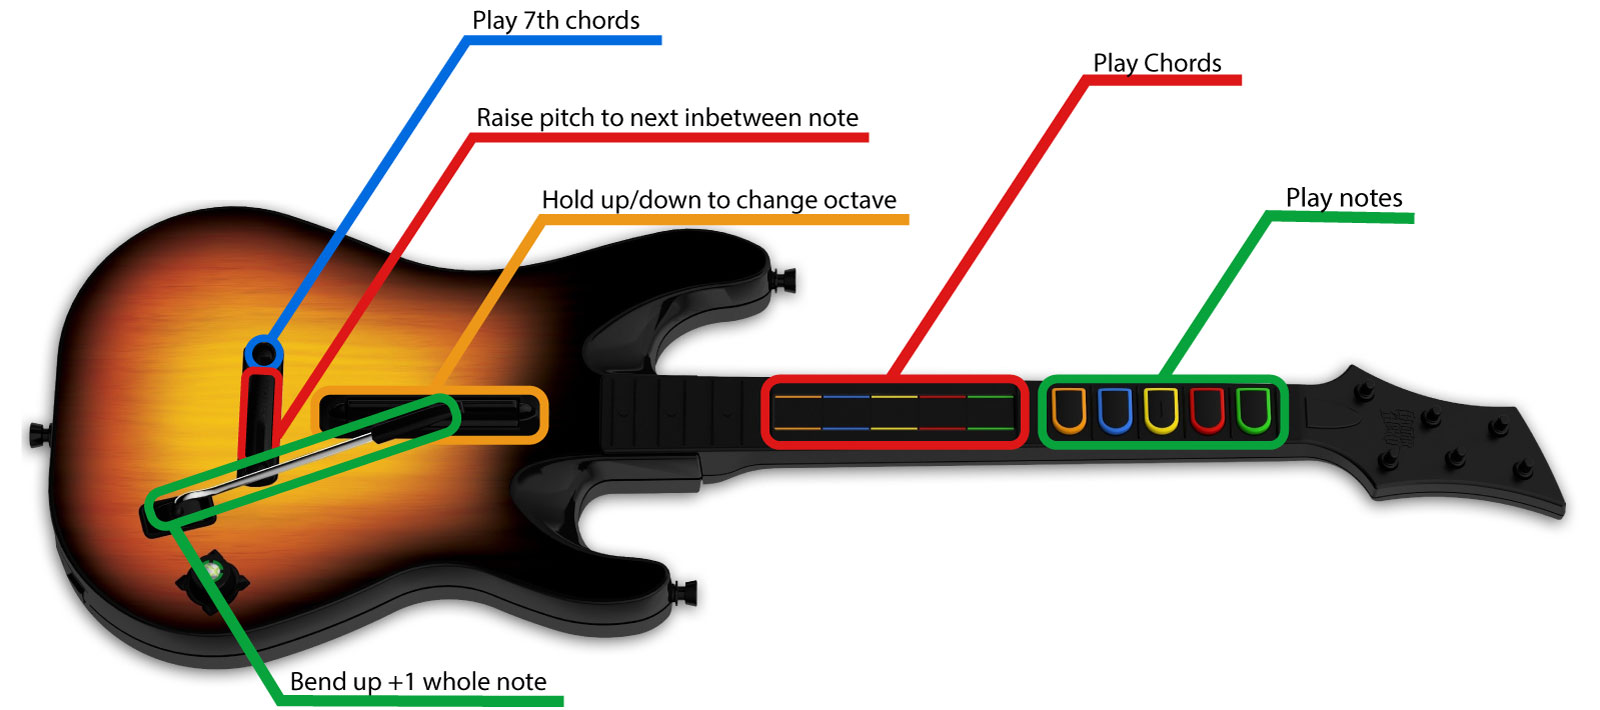 Play 7th chords
Play Chords
Raise pitch to next inbetween note
Hold up/down to change octave
Play notes
Bend up +1 whole note